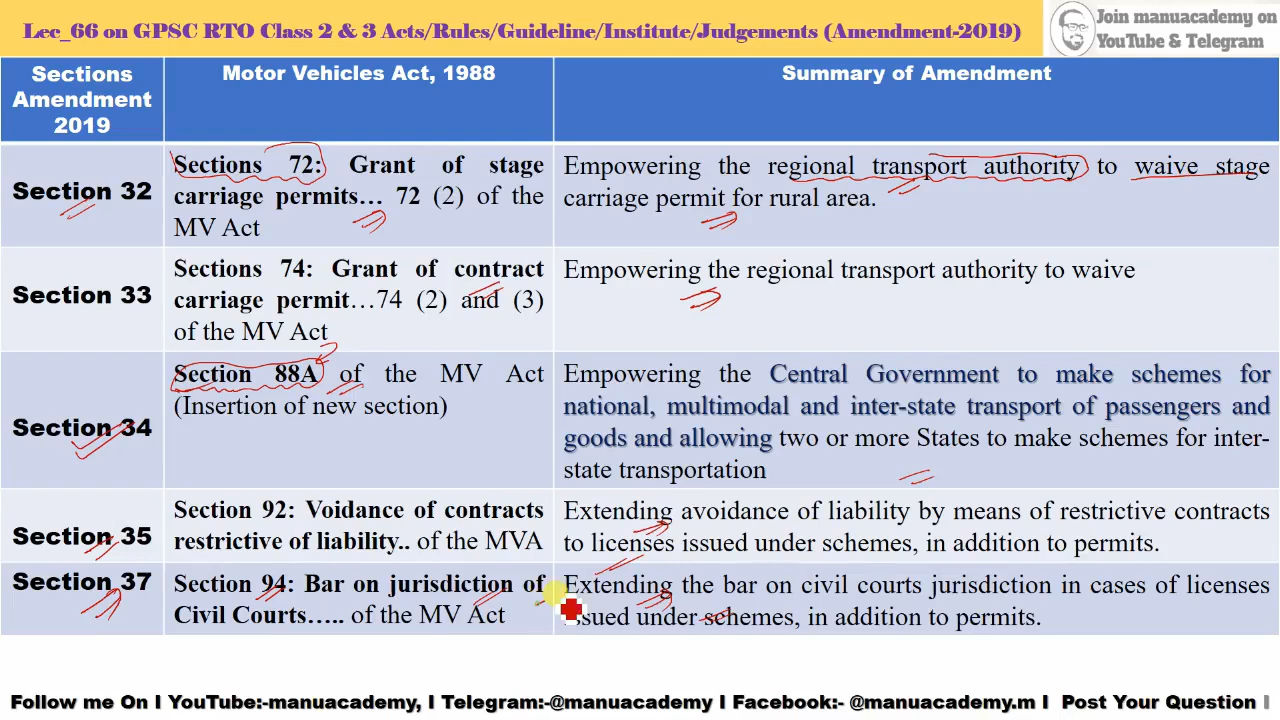 Lec_66 on GPSC RTO Class 2 & 3 Acts/Rules/Guideline/Institute/Judgements (Amendment-2019)
Join manuacademy on
YouTube & Telegram
Sections
Amendment
2019
Motor Vehicles Act, 1988
Summary of Amendment
Section 32
Sections 72: Grant of stage
carriage permits… 72 (2) of the
MV Act
Empowering the regional transport authority to waive stage
carriage permit for rural area.
Section 33
Sections 74: Grant of contract
carriage permit…74 (2) and (3)
of the MV Act
Empowering the regional transport authority to waive
Section 34
Section 88A of the MV Act
(Insertion of new section)
Empowering the Central Government to make schemes for
national, multimodal and inter-state transport of passengers and
goods and allowing two or more States to make schemes for inter-
state transportation
Section 35
Section 92: Voidance of contracts
restrictive of liability.. of the MVA
Extending avoidance of liability by means of restrictive contracts
to licenses issued under schemes, in addition to permits.
Section 37
Section 94: Bar on jurisdiction of
Civil Courts….. of the MV Act
Extending the bar on civil courts jurisdiction in cases of licenses
issued under schemes, in addition to permits.
Follow me On I YouTube:-manuacademy, I Telegram:-@manuacademy I Facebook:- @manuacademy.m I Post Your Question I